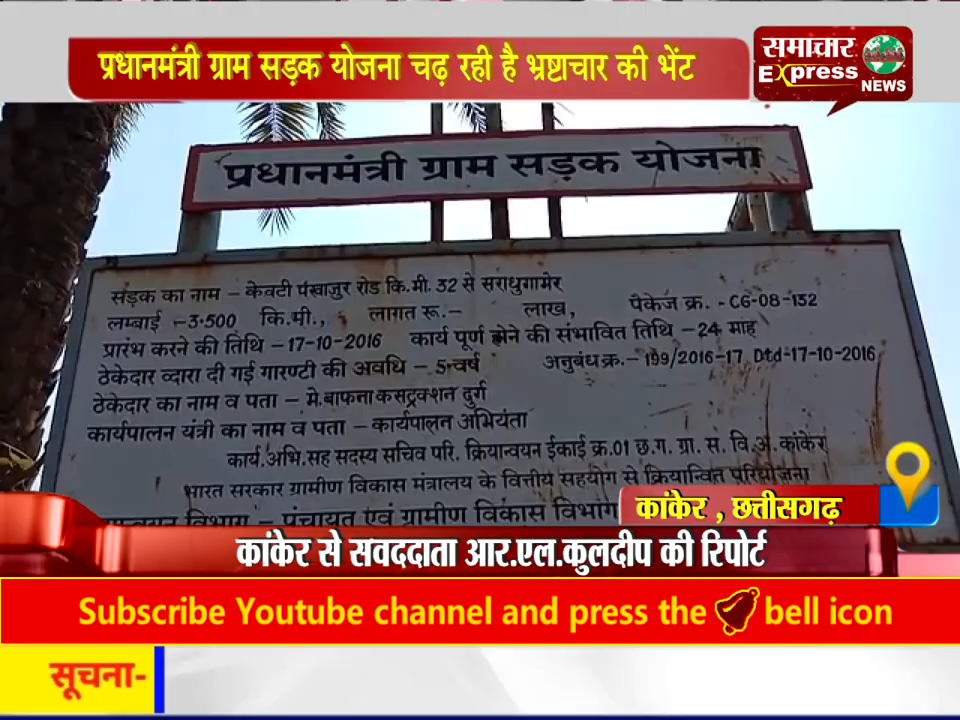 प्रधानमंत्री ग्राम सड़क योजना चढ़ रही है भ्रष्टाचार की भेंट
समाचार
Express
NEWS
प्रधानमंत्री ग्राम सड़क योजना
सड़क का नाम – केवटी पंखाजुर रोड कि.मी. 32 से सराधुगामेर
लम्बाई –3.500 कि.मी., लागत रू.– लाख, पैकेज क्र. -CG-08-132
प्रारंभ करने की तिथि –17-10-2016 कार्य पूर्ण होने की संभावित तिथि –24 माह
ठेकेदार व्दारा दी गई गारण्टी की अवधि – 5 वर्ष अनुबंध क्र.– 199/2016-17 Dtd-17-10-2016
ठेकेदार का नाम व पता – मे.बाफना कसट्रक्शन दुर्ग
कार्यपालन यंत्री का नाम व पता – कार्यपालन अभियंता
कार्य.अभि.सह सदस्य सचिव परि. क्रियान्वयन ईकाई क्र.01 छ.ग. ग्रा. स. वि.अ. कांकेर
भारत सरकार ग्रामीण विकास मंत्रालय के वित्तीय सहयोग से क्रियान्वित परियोजना
विभाग – पंचायत एवं ग्रामीण विकास विभाग
कांकेर , छत्तीसगढ़
कांकेर से सवददाता आर.एल.कुलदीप की रिपोर्ट
Subscribe Youtube channel and press the bell icon
सूचना-